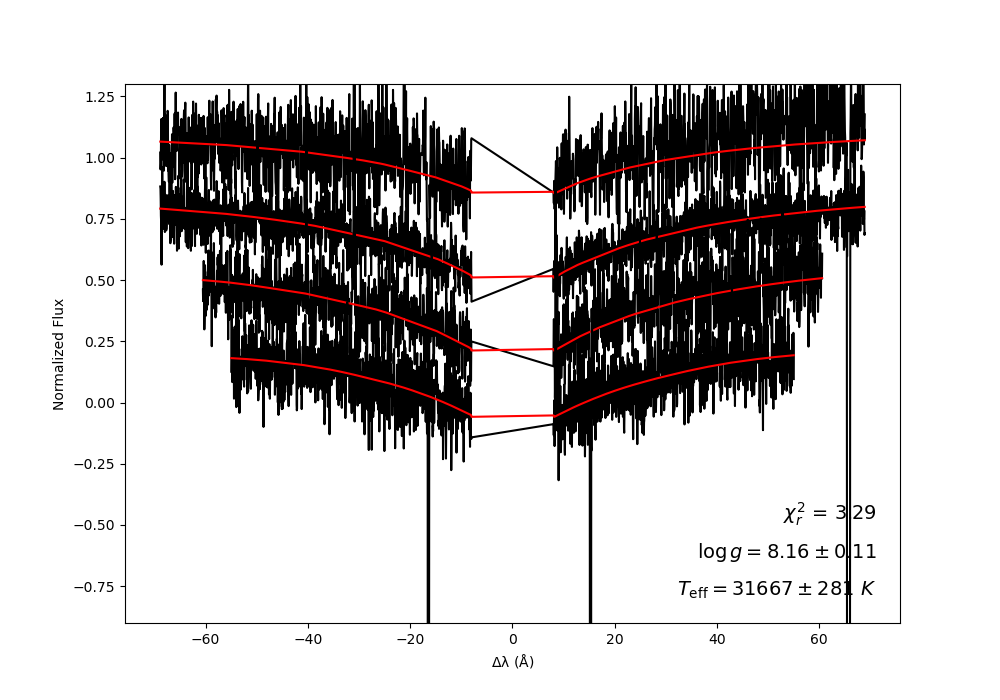 1.25
1.00
0.75
0.50
0.25
0.00
−0.25
−0.50
−0.75
Normalized Flux
χ²ᵣ = 3.29
log g = 8.16 ± 0.11
T_eff = 31667 ± 281 K
−60 −40 −20 0 20 40 60
Δλ (Å)